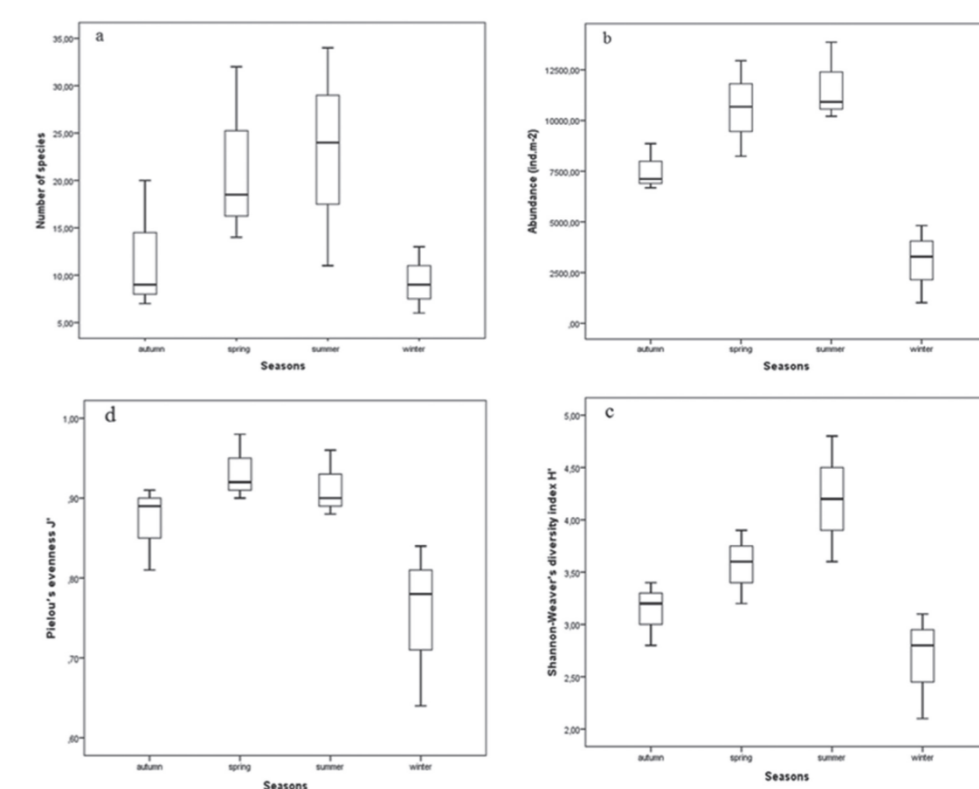 a
35,00
30,00
25,00
20,00
15,00
10,00
5,00
Number of species
autumn spring summer winter
Seasons
b
12500,00
10000,00
7500,00
5000,00
2500,00
,00
Abundance (ind.m-2)
autumn spring summer winter
Seasons
d
1,00
,90
,80
,70
,60
Pielou's evenness J'
autumn spring summer winter
Seasons
c
5,00
4,50
4,00
3,50
3,00
2,50
2,00
Shannon-Weaver's diversity index H'
autumn spring summer winter
Seasons